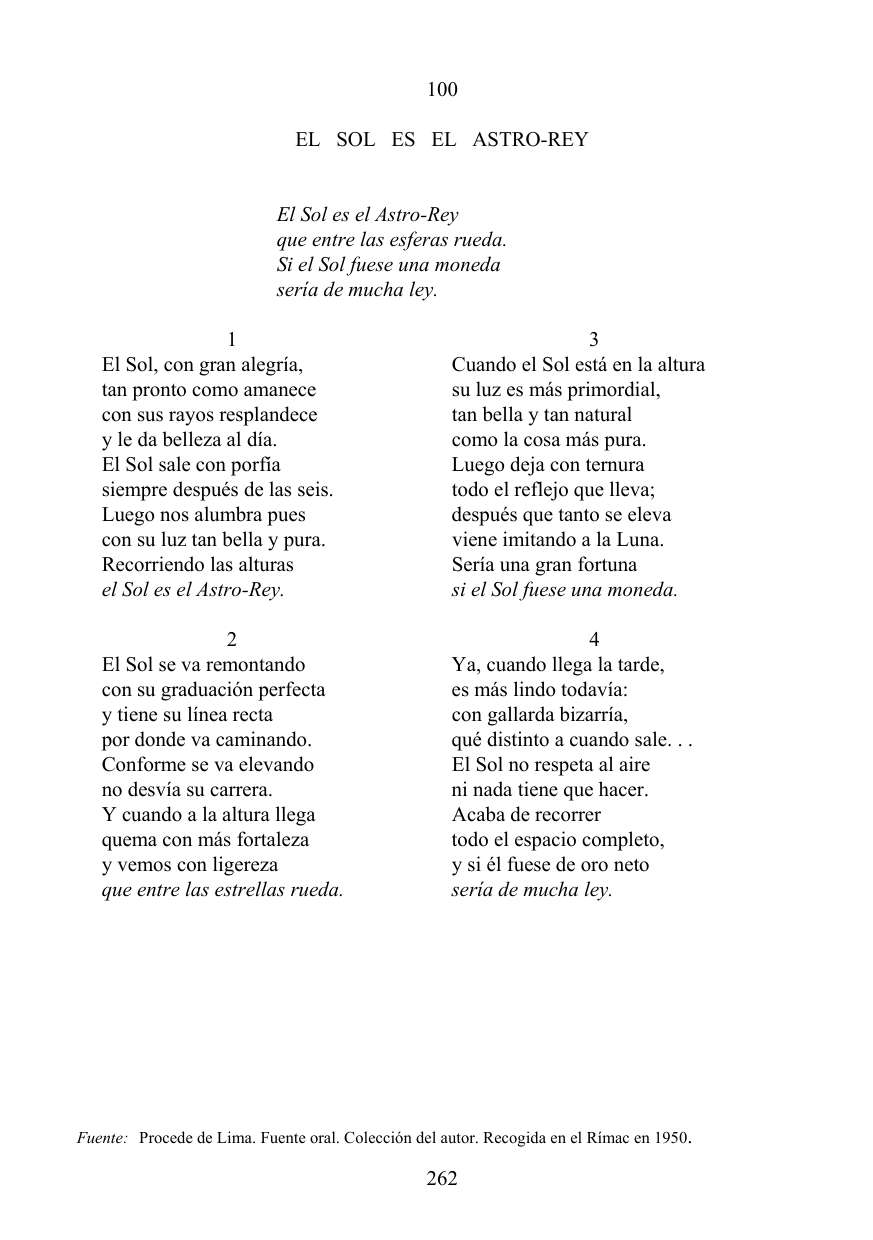 100
EL SOL ES EL ASTRO-REY
El Sol es el Astro-Rey
que entre las esferas rueda.
Si el Sol fuese una moneda
sería de mucha ley.
1
El Sol, con gran alegría,
tan pronto como amanece
con sus rayos resplandece
y le da belleza al día.
El Sol sale con porfía
siempre después de las seis.
Luego nos alumbra pues
con su luz tan bella y pura.
Recorriendo las alturas
el Sol es el Astro-Rey.
2
El Sol se va remontando
con su graduación perfecta
y tiene su línea recta
por donde va caminando.
Conforme se va elevando
no desvía su carrera.
Y cuando a la altura llega
quema con más fortaleza
y vemos con ligereza
que entre las estrellas rueda.
3
Cuando el Sol está en la altura
su luz es más primordial,
tan bella y tan natural
como la cosa más pura.
Luego deja con ternura
todo el reflejo que lleva;
después que tanto se eleva
viene imitando a la Luna.
Sería una gran fortuna
si el Sol fuese una moneda.
4
Ya, cuando llega la tarde,
es más lindo todavía:
con gallarda bizarría,
qué distinto a cuando sale. . .
El Sol no respeta al aire
ni nada tiene que hacer.
Acaba de recorrer
todo el espacio completo,
y si él fuese de oro neto
sería de mucha ley.
Fuente: Procede de Lima. Fuente oral. Colección del autor. Recogida en el Rímac en 1950.
262